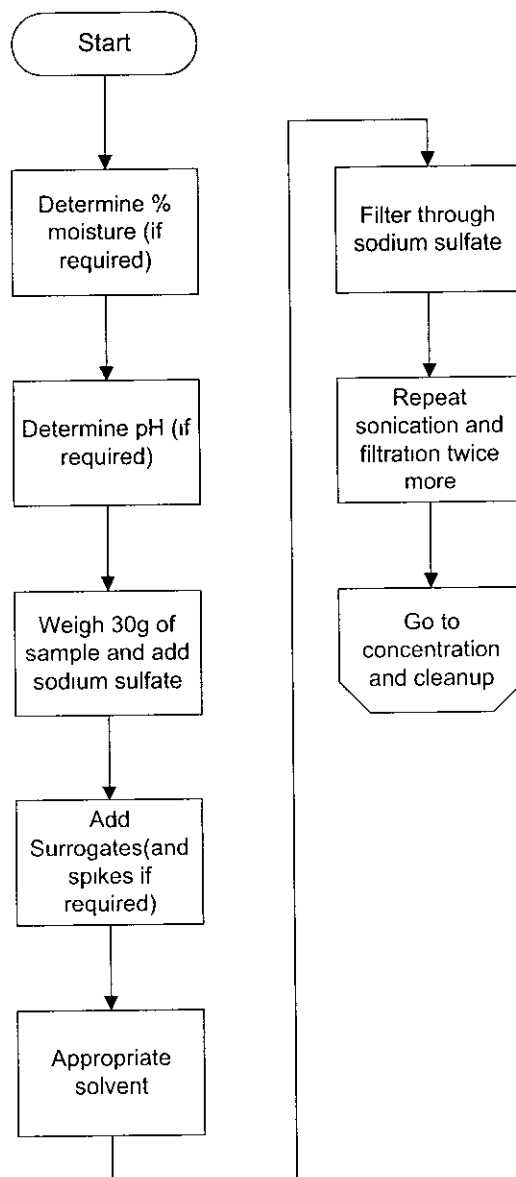 Start
Determine %
moisture (if
required)
Determine pH (if
required)
Weigh 30g of
sample and add
sodium sulfate
Add
Surrogates(and
spikes if
required)
Appropriate
solvent
Filter through
sodium sulfate
Repeat
sonication and
filtration twice
more
Go to
concentration
and cleanup